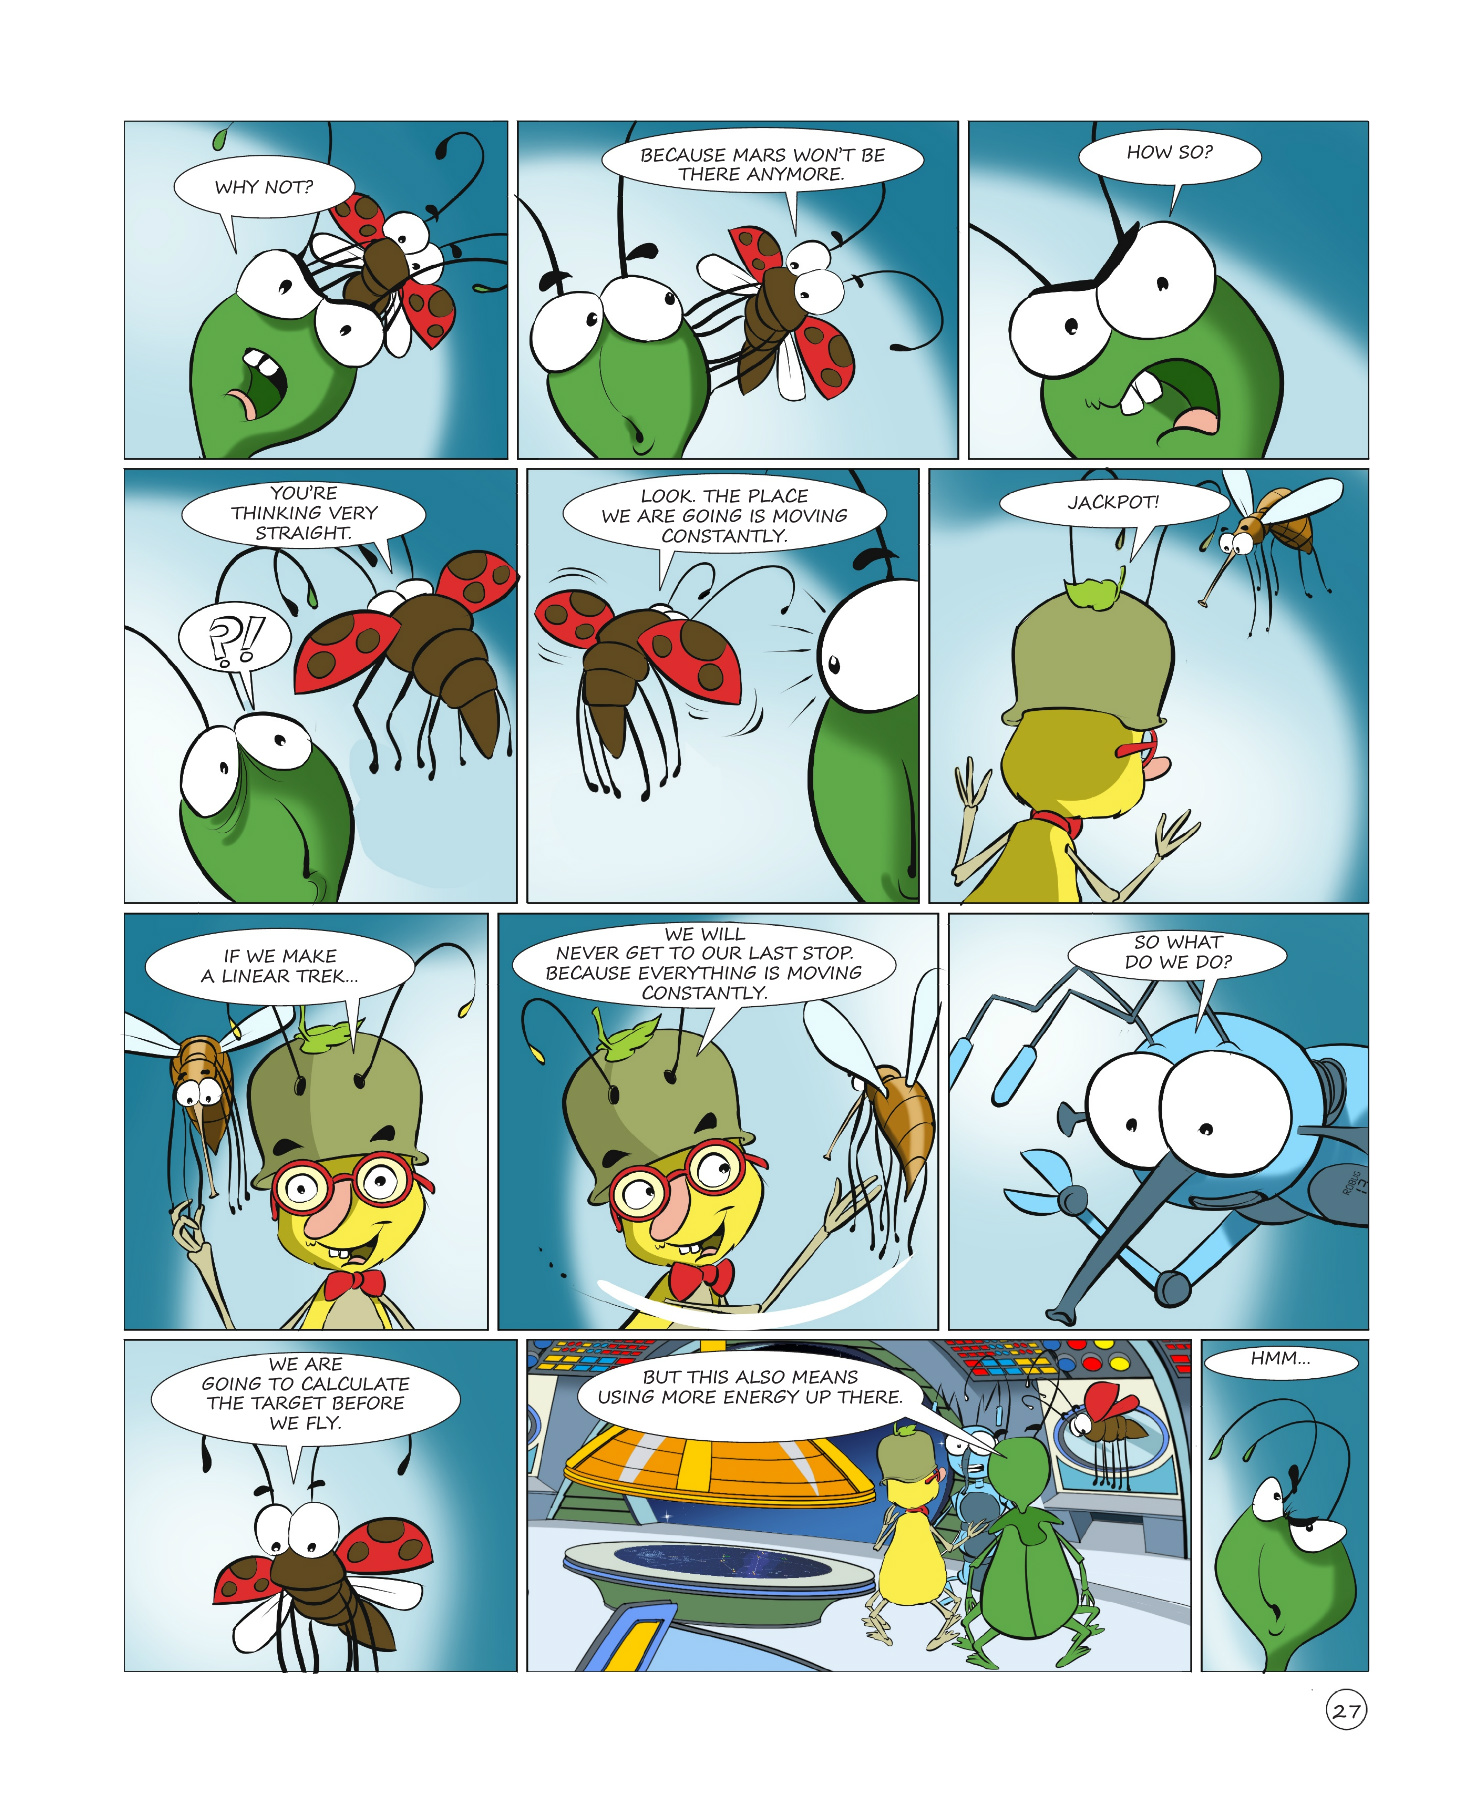 WHY NOT?
BECAUSE MARS WON'T BE
THERE ANYMORE.
HOW SO?
YOU'RE
THINKING VERY
STRAIGHT.
?!
LOOK. THE PLACE
WE ARE GOING IS MOVING
CONSTANTLY.
JACKPOT!
IF WE MAKE
A LINEAR TREK...
WE WILL
NEVER GET TO OUR LAST STOP.
BECAUSE EVERYTHING IS MOVING
CONSTANTLY.
SO WHAT
DO WE DO?
ROBUG
13
WE ARE
GOING TO CALCULATE
THE TARGET BEFORE
WE FLY.
BUT THIS ALSO MEANS
USING MORE ENERGY UP THERE.
HMM...
27